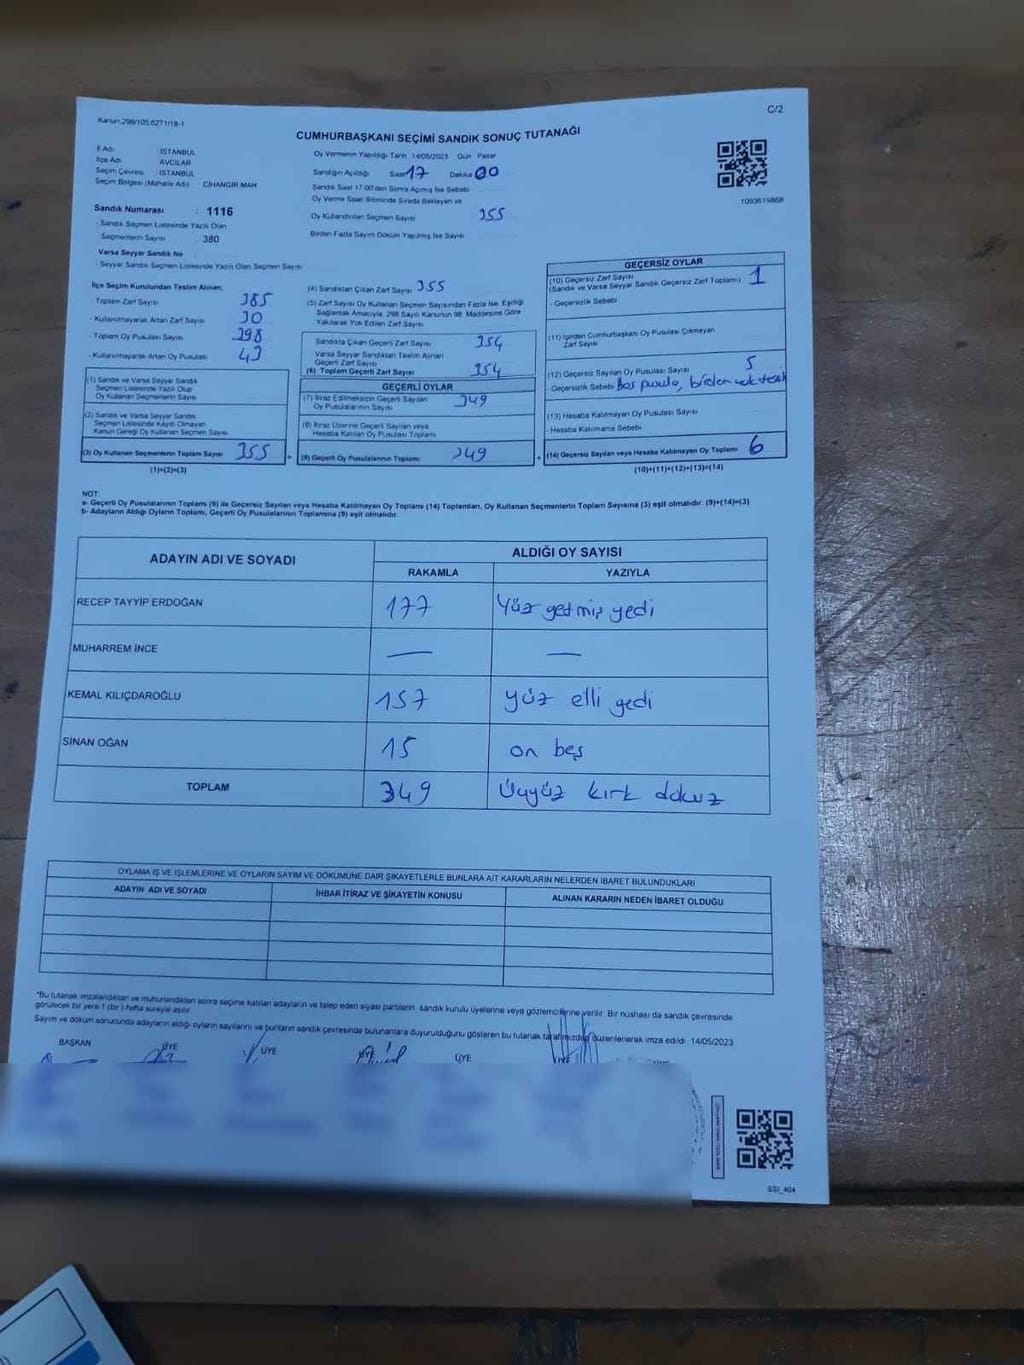 Kanun:298/105,6271/18-1
C/2
CUMHURBAŞKANI SEÇİMİ SANDIK SONUÇ TUTANAĞI
İl Adı : İSTANBUL
İlçe Adı : AVCILAR
Seçim Çevresi : İSTANBUL
Seçim Bölgesi (Mahalle Adı) CİHANGİR MAH
Sandık Numarası : 1116
- Sandık Seçmen Listesinde Yazılı Olan
Seçmenlerin Sayısı 380
Varsa Seyyar Sandık No
- Seyyar Sandık Seçmen Listesinde Yazılı Olan Seçmen Sayısı
Oy Vermenin Yapıldığı Tarih 14/05/2023 Gün Pazar
Sandığın Açıldığı Saat 17 Dakika 00
Sandık Saat 17:00'den Sonra Açılmış İse Sebebi
Oy Verme Saati Bitiminde Sırada Bekleyen ve
Oy Kullandırılan Seçmen Sayısı 355
Birden Fazla Sayım Döküm Yapılmış İse Sayısı
1093619868
İlçe Seçim Kurulundan Teslim Alınan:
- Toplam Zarf Sayısı 385
- Kullanılmayarak Artan Zarf Sayısı 30
- Toplam Oy Pusulası Sayısı 398
- Kullanılmayarak Artan Oy Pusulası 43
(1) Sandık ve Varsa Seyyar Sandık
Seçmen Listesinde Yazılı Olup
Oy Kullanan Seçmenlerin Sayısı
(2) Sandık ve Varsa Seyyar Sandık
Seçmen Listesinde Kaydı Olmayan
Kanun Gereği Oy Kullanan Seçmen Sayısı
(3) Oy Kullanan Seçmenlerin Toplam Sayısı 355
(1)+(2)=(3)
(4) Sandıktan Çıkan Zarf Sayısı 355
(5) Zarf Sayısı Oy Kullanan Seçmen Sayısından Fazla İse, Eşitliği
Sağlamak Amacıyla, 298 Sayılı Kanunun 98. Maddesine Göre
Yakılarak Yok Edilen Zarf Sayısı
Sandıkta Çıkan Geçerli Zarf Sayısı 354
Varsa Seyyar Sandıktan Teslim Alınan
Geçerli Zarf Sayısı
(6) Toplam Geçerli Zarf Sayısı 354
GEÇERLİ OYLAR
(7) İtiraz Edilmeksizin Geçerli Sayılan
Oy Pusulalarının Sayısı 349
(8) İtiraz Üzerine Geçerli Sayılan veya
Hesaba Katılan Oy Pusulası Toplamı
(9) Geçerli Oy Pusulalarının Toplamı 349
GEÇERSİZ OYLAR
(10) Geçersiz Zarf Sayısı
(Sandık ve Varsa Seyyar Sandık Geçersiz Zarf Toplamı) 1
- Geçersizlik Sebebi
(11) İçinden Cumhurbaşkanı Oy Pusulası Çıkmayan
Zarf Sayısı
(12) Geçersiz Sayılan Oy Pusulası Sayısı 5
- Geçersizlik Sebebi Boş pusula, birden
(13) Hesaba Katılmayan Oy Pusulası Sayısı
- Hesaba Katılmama Sebebi
(14) Geçersiz Sayılan veya Hesaba Katılmayan Oy Toplamı 6
(10)+(11)+(12)+(13)=(14)
NOT:
a- Geçerli Oy Pusulalarının Toplamı (9) ile Geçersiz Sayılan veya Hesaba Katılmayan Oy Toplamı (14) Toplamları, Oy Kullanan Seçmenlerin Toplam Sayısına (3) eşit olmalıdır. (9)+(14)=(3)
b- Adayların Aldığı Oyların Toplamı, Geçerli Oy Pusulalarının Toplamına (9) eşit olmalıdır.
ADAYIN ADI VE SOYADI ALDIĞI OY SAYISI
RAKAMLA YAZIYLA
RECEP TAYYİP ERDOĞAN 177 Yüz yetmiş yedi
MUHARREM İNCE — —
KEMAL KILIÇDAROĞLU 157 yüz elli yedi
SİNAN OĞAN 15 on beş
TOPLAM 349 Üçyüz kırk dokuz
OYLAMA İŞ VE İŞLEMLERİNE VE OYLARIN SAYIM VE DÖKÜMÜNE DAİR ŞİKAYETLERLE BUNLARA AİT KARARLARIN NELERDEN İBARET BULUNDUKLARI
ADAYIN ADI VE SOYADI İHBAR İTİRAZ VE ŞİKAYETİN KONUSU ALINAN KARARIN NEDEN İBARET OLDUĞU
*Bu tutanak imzalandıktan ve mühürlendikten sonra seçime katılan adayların ve talep eden siyasi partilerin sandık kurulu üyelerine veya gözlemcilerine verilir. Bir nüshası da sandık çevresinde
görülecek bir yere 1 (bir) hafta süreyle asılır.
Sayım ve döküm sonucunda adayların aldığı oyların sayılarını ve bunların sandık çevresinde bulunanlara duyurulduğunu gösteren bu tutanak tarafımızdan düzenlenerek imza edildi. 14/05/2023
BAŞKAN ÜYE ÜYE ÜYE ÜYE ÜYE
SSI_404